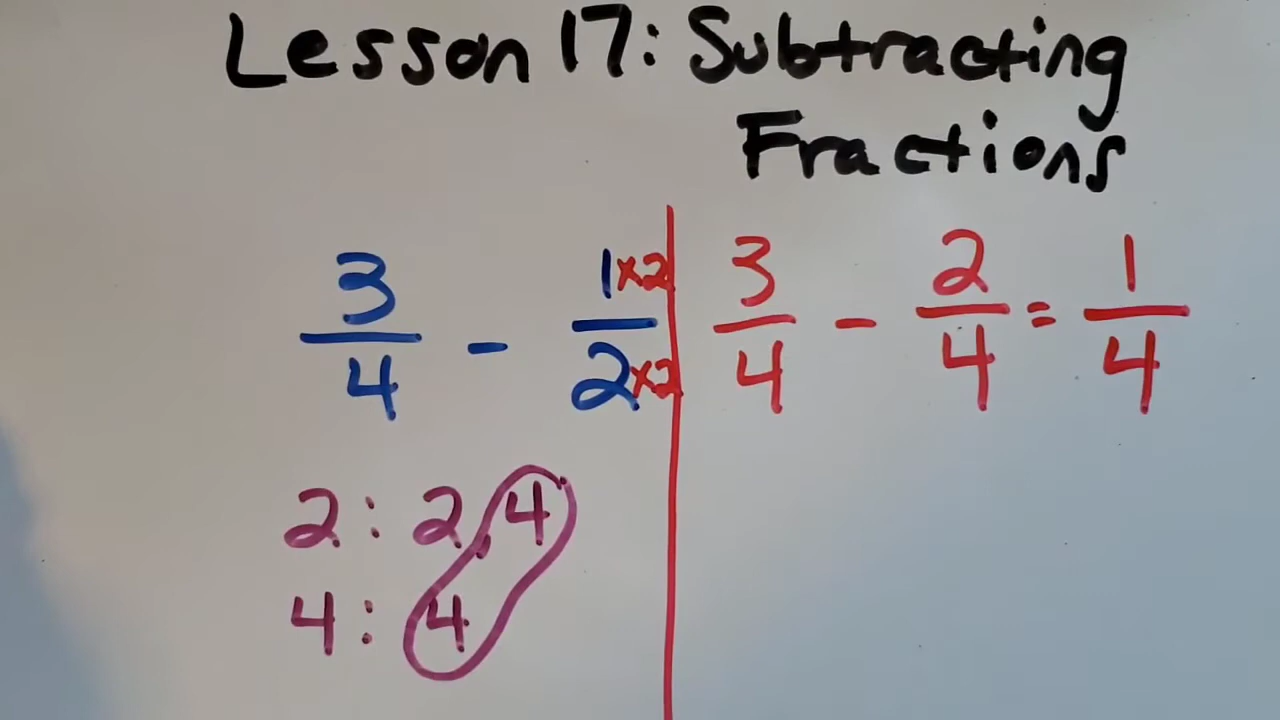 Lesson 17: Subtracting
Fractions
3/4 - 1×2/2×2
3/4 - 2/4 = 1/4
2: 2, 4
4: 4